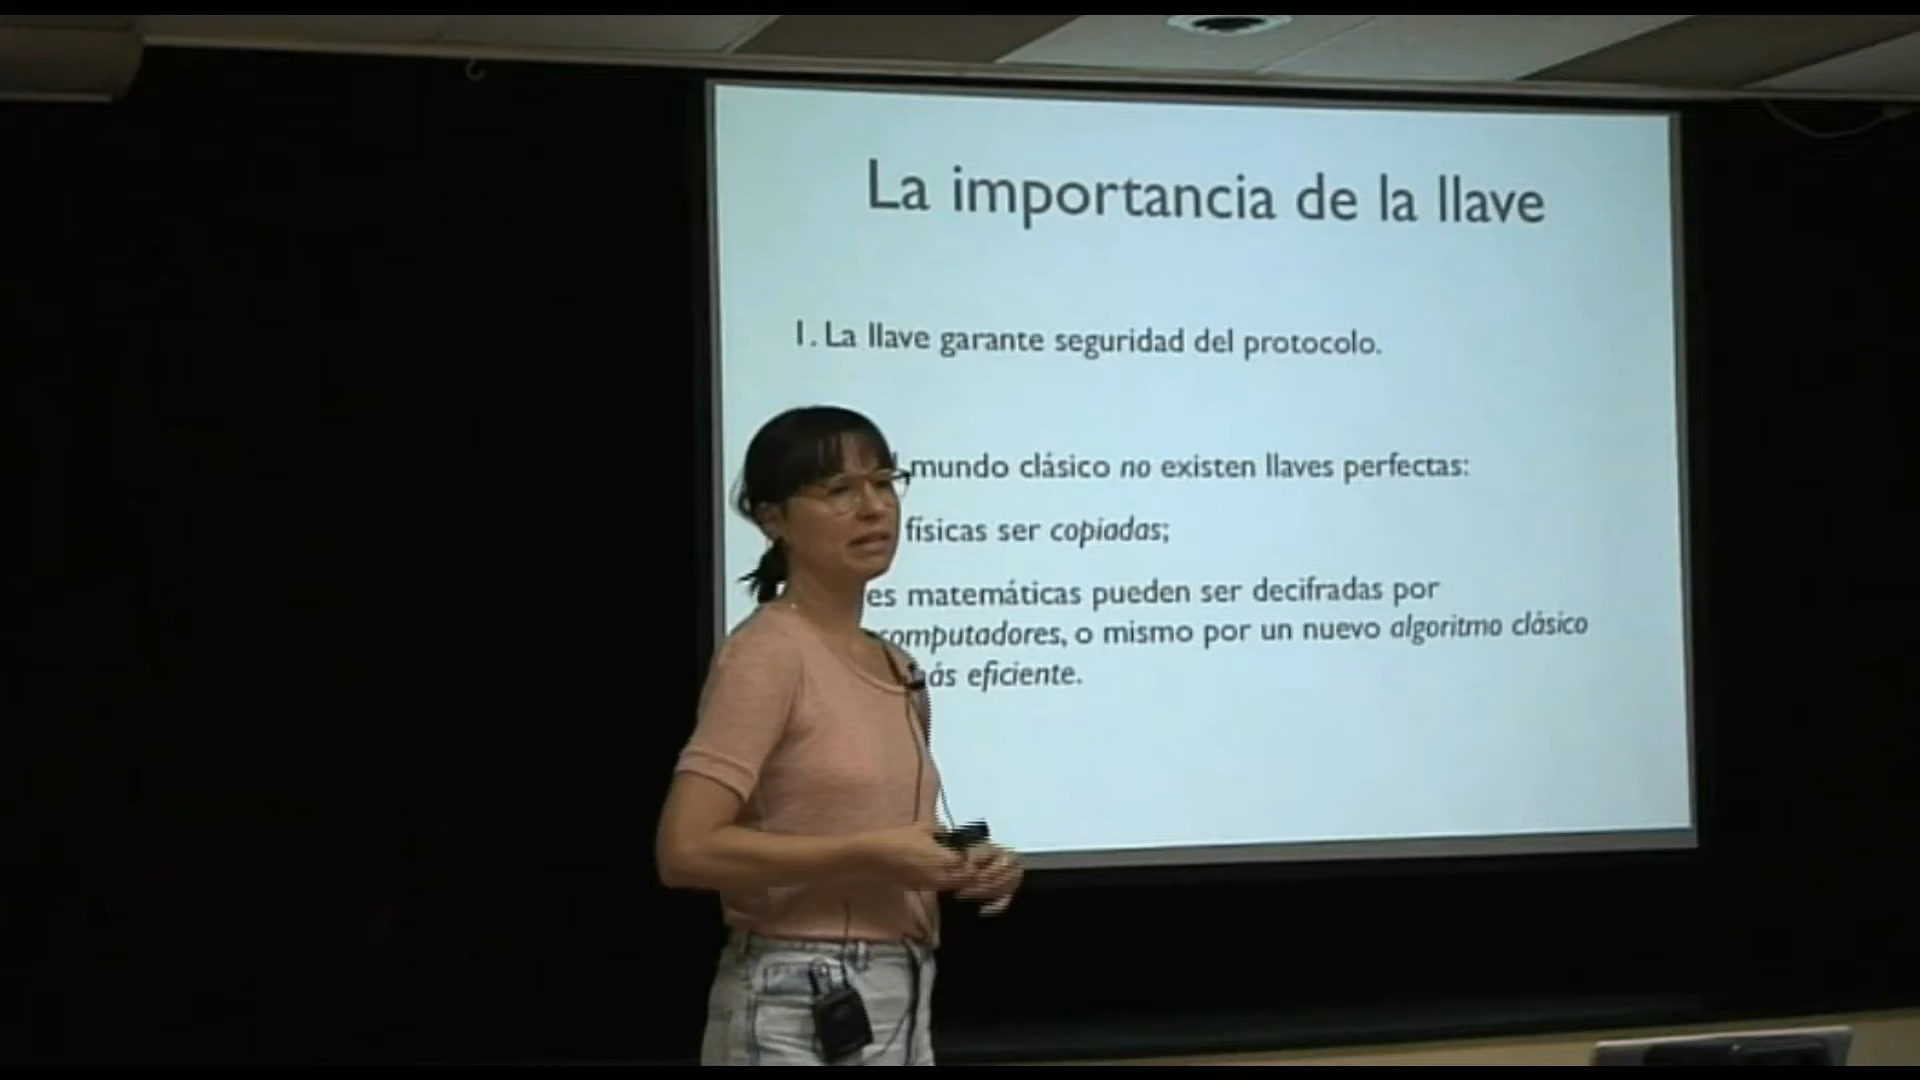 La importancia de la llave
1. La llave garante seguridad del protocolo.
mundo clásico no existen llaves perfectas:
físicas ser copiadas;
es matemáticas pueden ser decifradas por
computadores, o mismo por un nuevo algoritmo clásico
más eficiente.